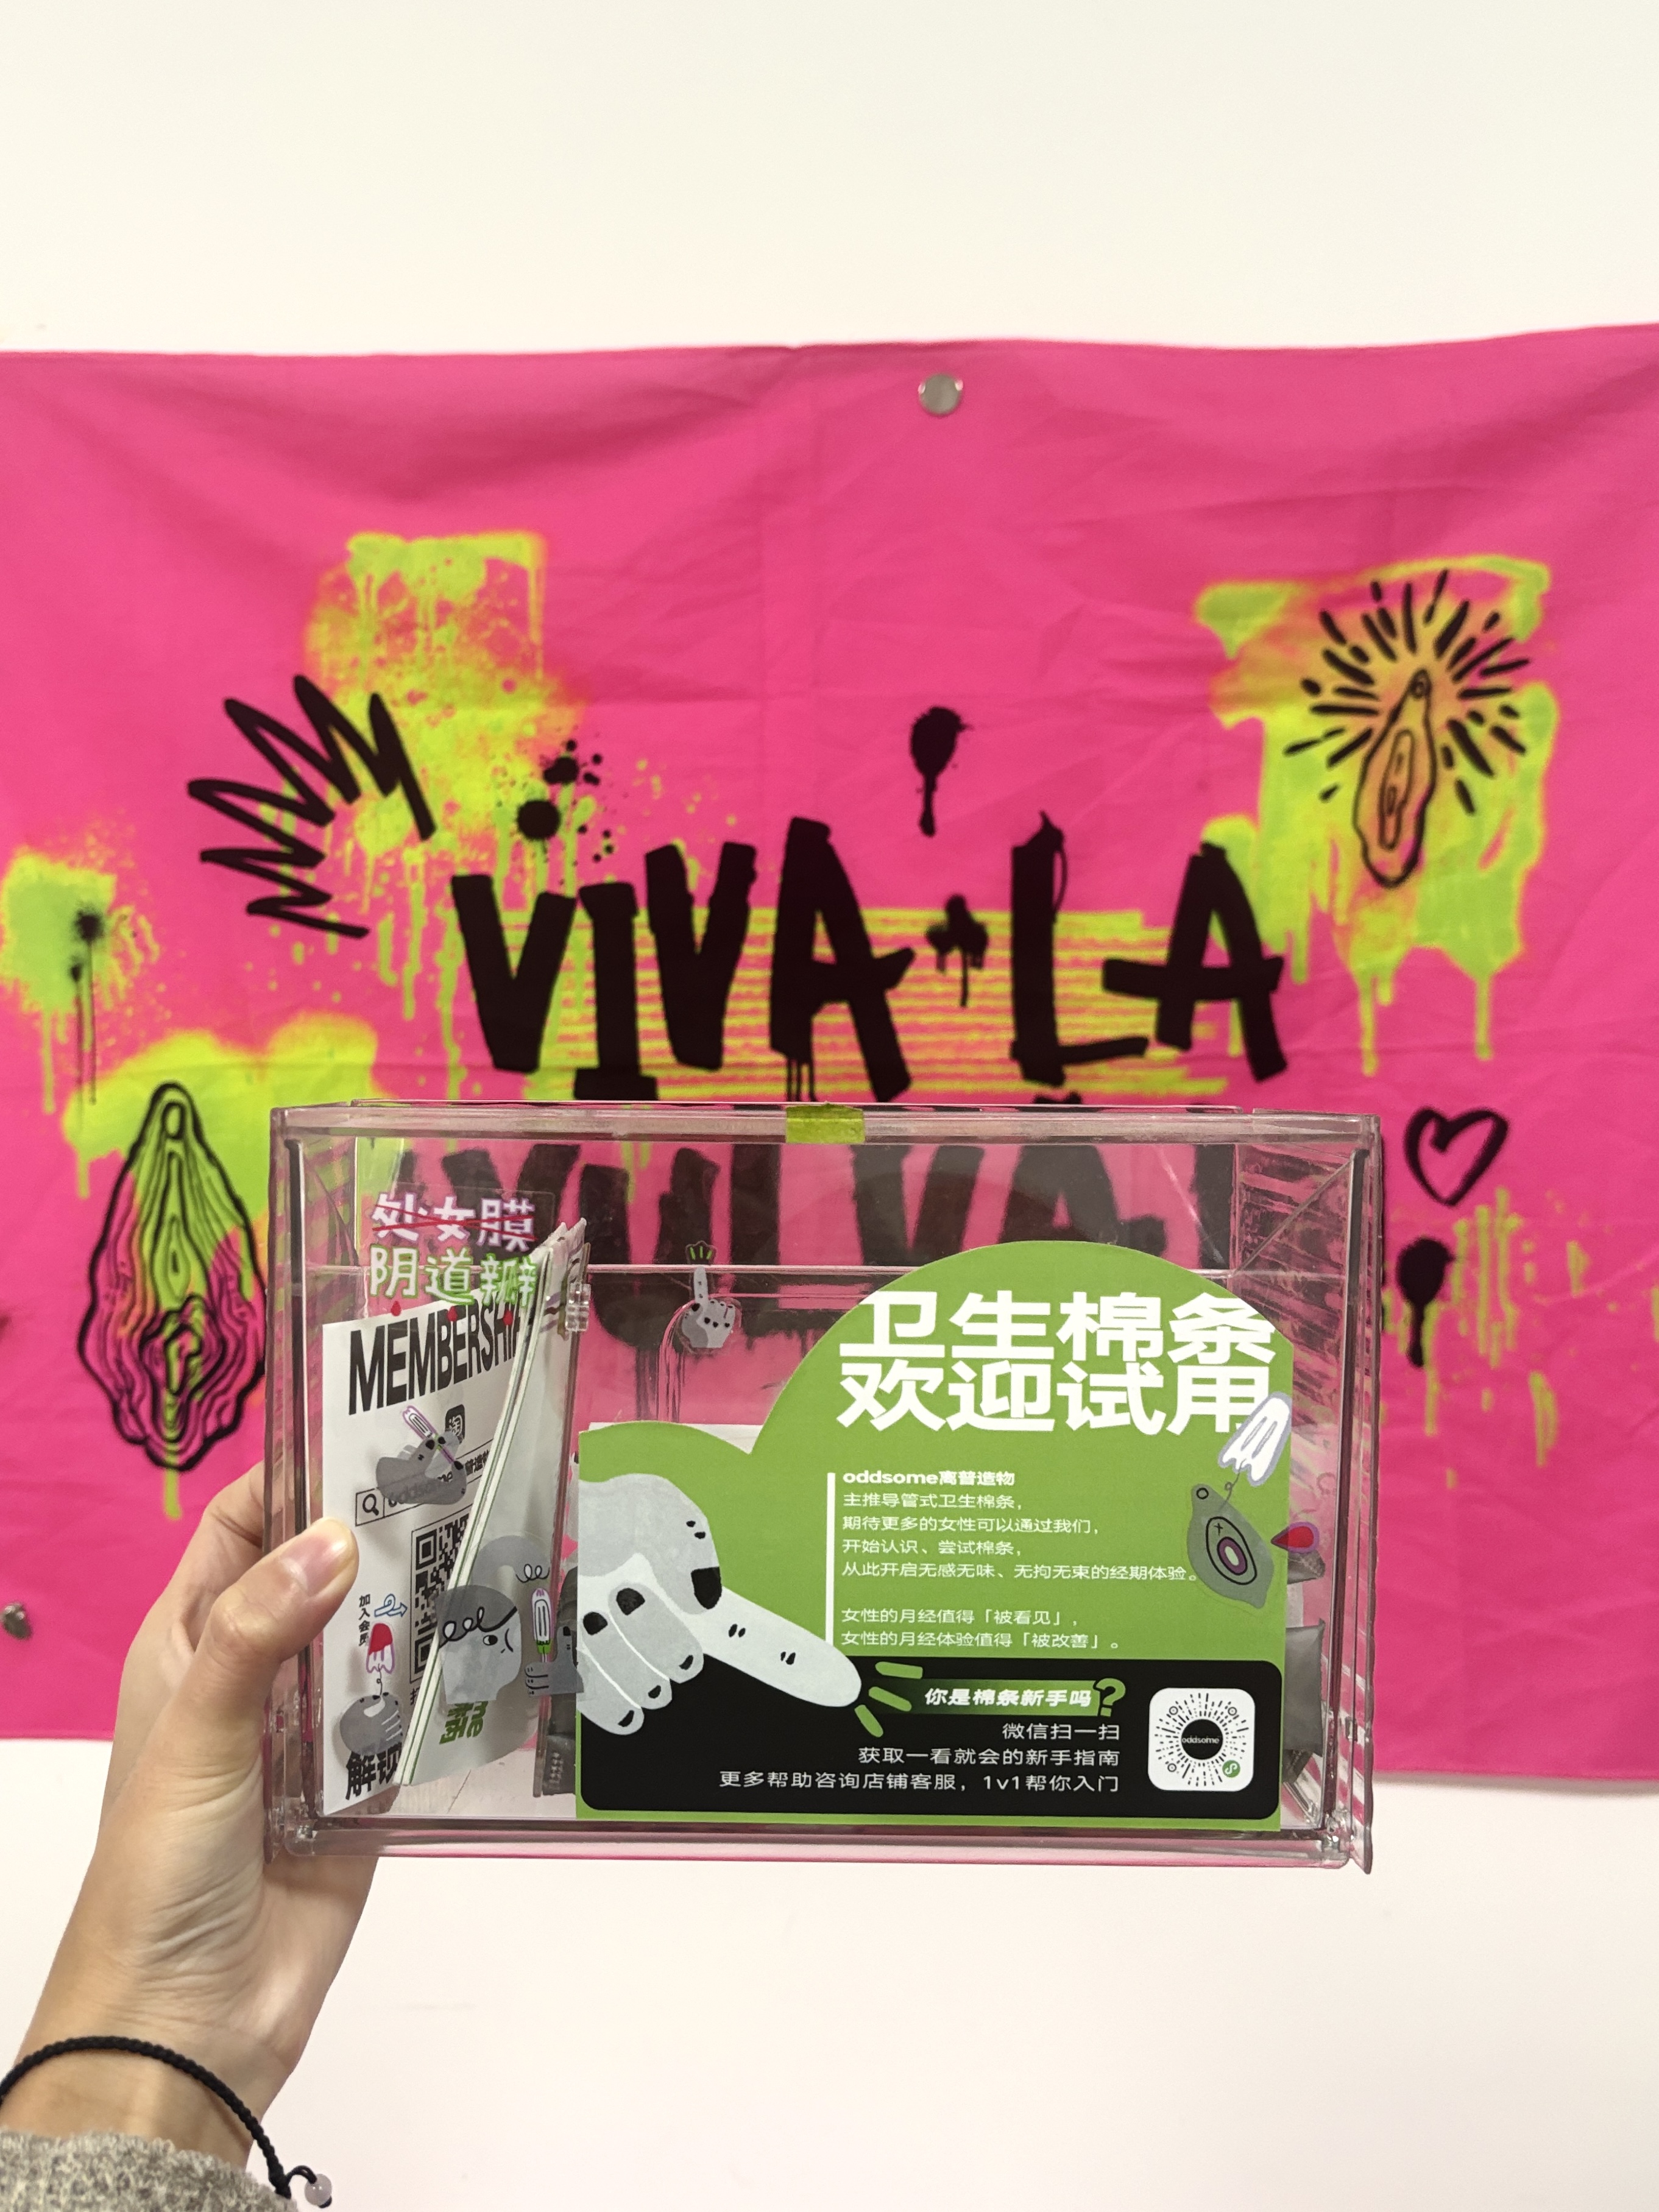 VIVA LA
VULVA!
处女膜
阴道瓣
MEMBERSHIP
oddsome
加入会员
解锁
卫生棉条
欢迎试用
oddsome离普造物
主推导管式卫生棉条，
期待更多的女性可以通过我们，
开始认识、尝试棉条，
从此开启无感无味、无拘无束的经期体验。
女性的月经值得「被看见」，
女性的月经体验值得「被改善」。
你是棉条新手吗?
微信扫一扫
获取一看就会的新手指南
更多帮助咨询店铺客服，1v1帮你入门
oddsome